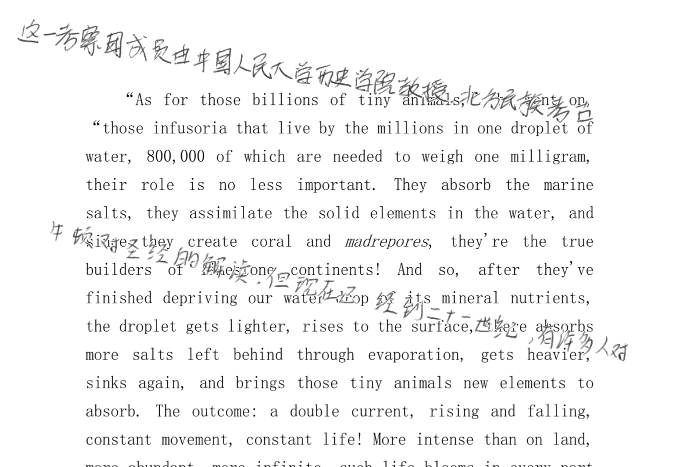 这一考察团成员由中国人民大学历史学院教授、北方民族考古
“As for those billions of tiny animals,” went on,
“those infusoria that live by the millions in one droplet of
water, 800,000 of which are needed to weigh one milligram,
their role is no less important. They absorb the marine
salts, they assimilate the solid elements in the water, and
牛顿对圣经的解读，但现在已经到二十一世纪，有许多人对
since they create coral and madrepores, they're the true
builders of limestone continents! And so, after they've
finished depriving our water drop of its mineral nutrients,
the droplet gets lighter, rises to the surface, there absorbs
more salts left behind through evaporation, gets heavier,
sinks again, and brings those tiny animals new elements to
absorb. The outcome: a double current, rising and falling,
constant movement, constant life! More intense than on land,
more abundant, more infinite, such life blooms in every part